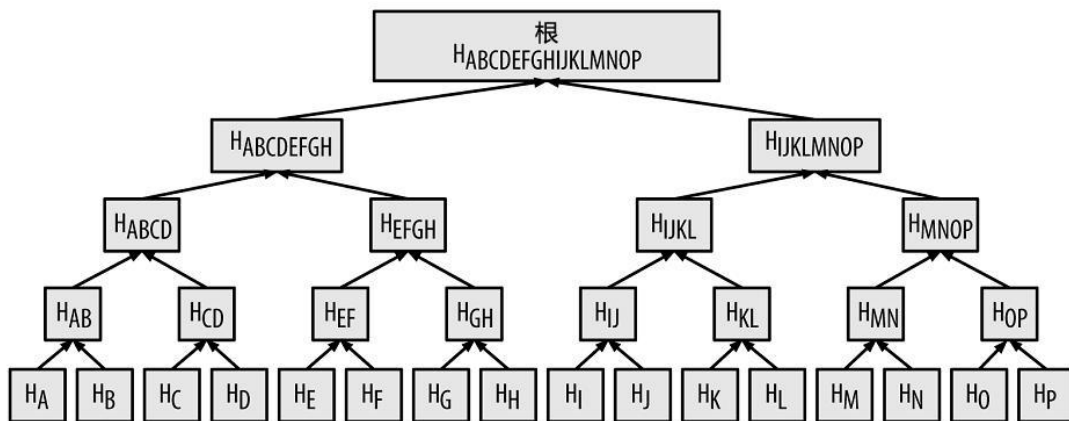 根
HABCDEFGHIJKLMNOP
HABCDEFGH
HIJKLMNOP
HABCD
HEFGH
HIJKL
HMNOP
HAB
HCD
HEF
HGH
HIJ
HKL
HMN
HOP
HA
HB
HC
HD
HE
HF
HG
HH
HI
HJ
HK
HL
HM
HN
HO
HP